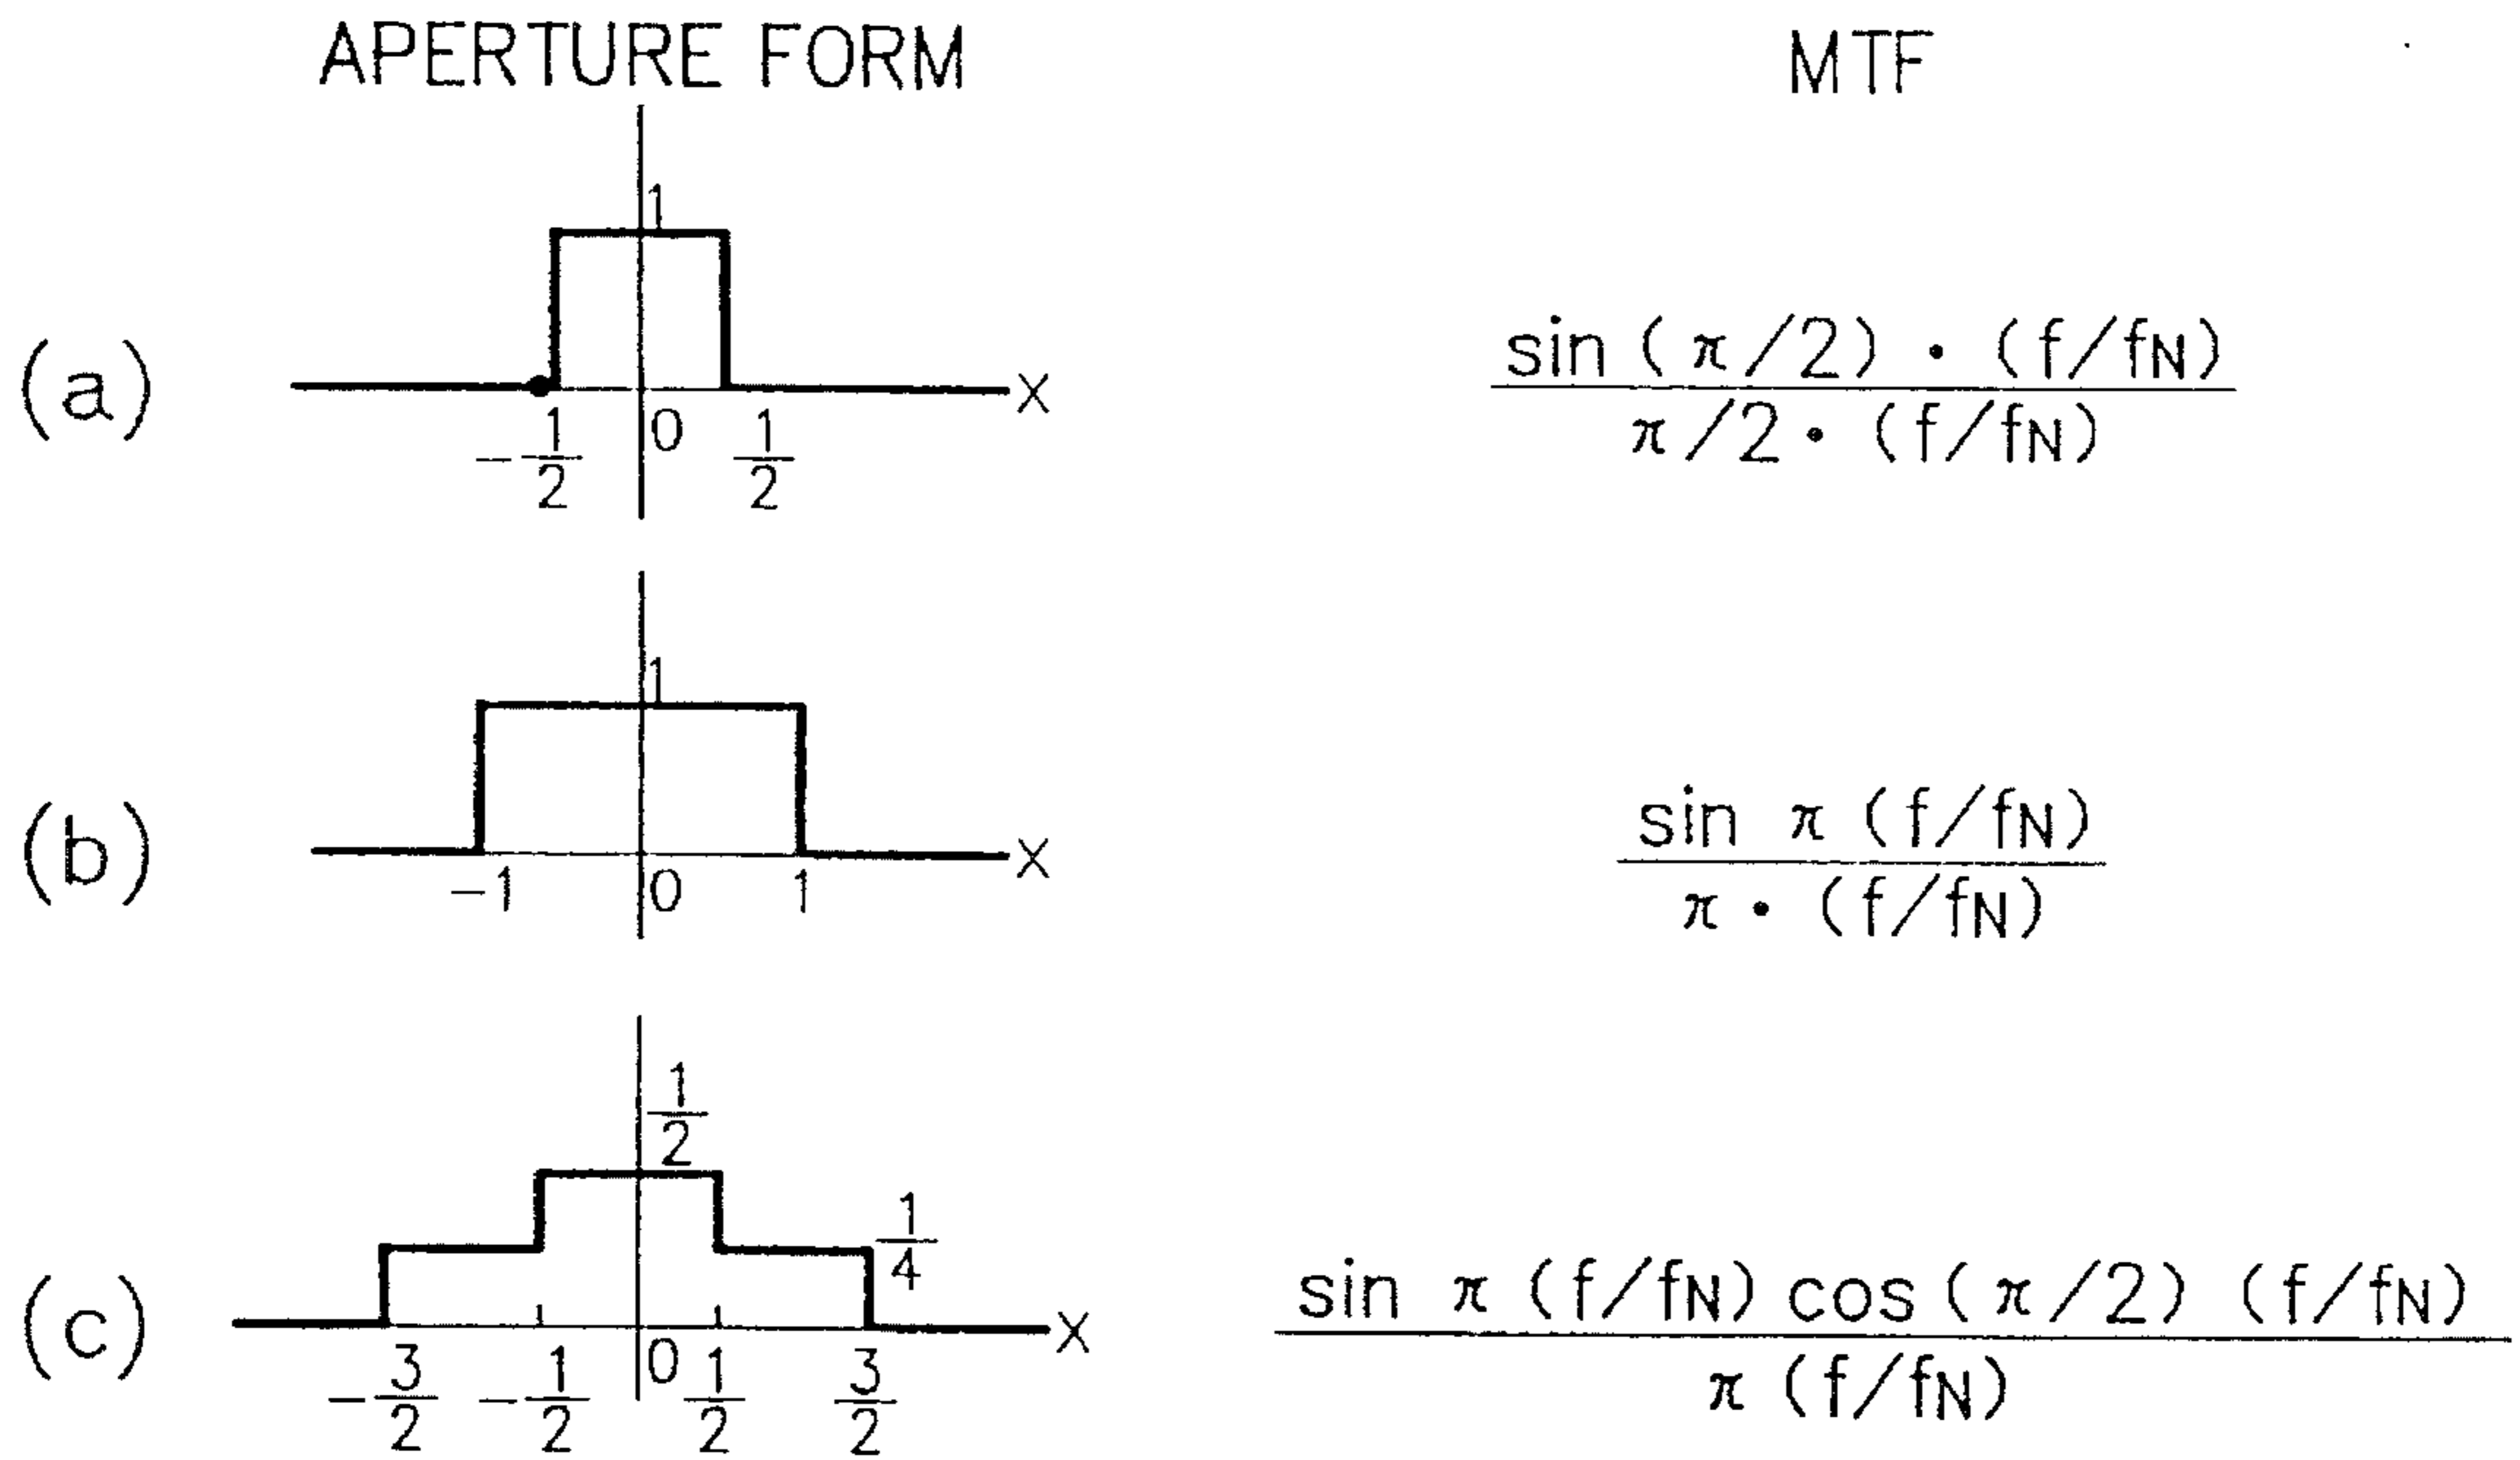 APERTURE FORM MTF
(a)
1
X
-1/2 0 1/2
sin (π/2) • (f/fN)
π/2 • (f/fN)
(b)
1
X
-1 0 1
sin π (f/fN)
π • (f/fN)
(c)
1/2
1/4
X
-3/2 -1/2 0 1/2 3/2
sin π (f/fN) cos (π/2) (f/fN)
π (f/fN)